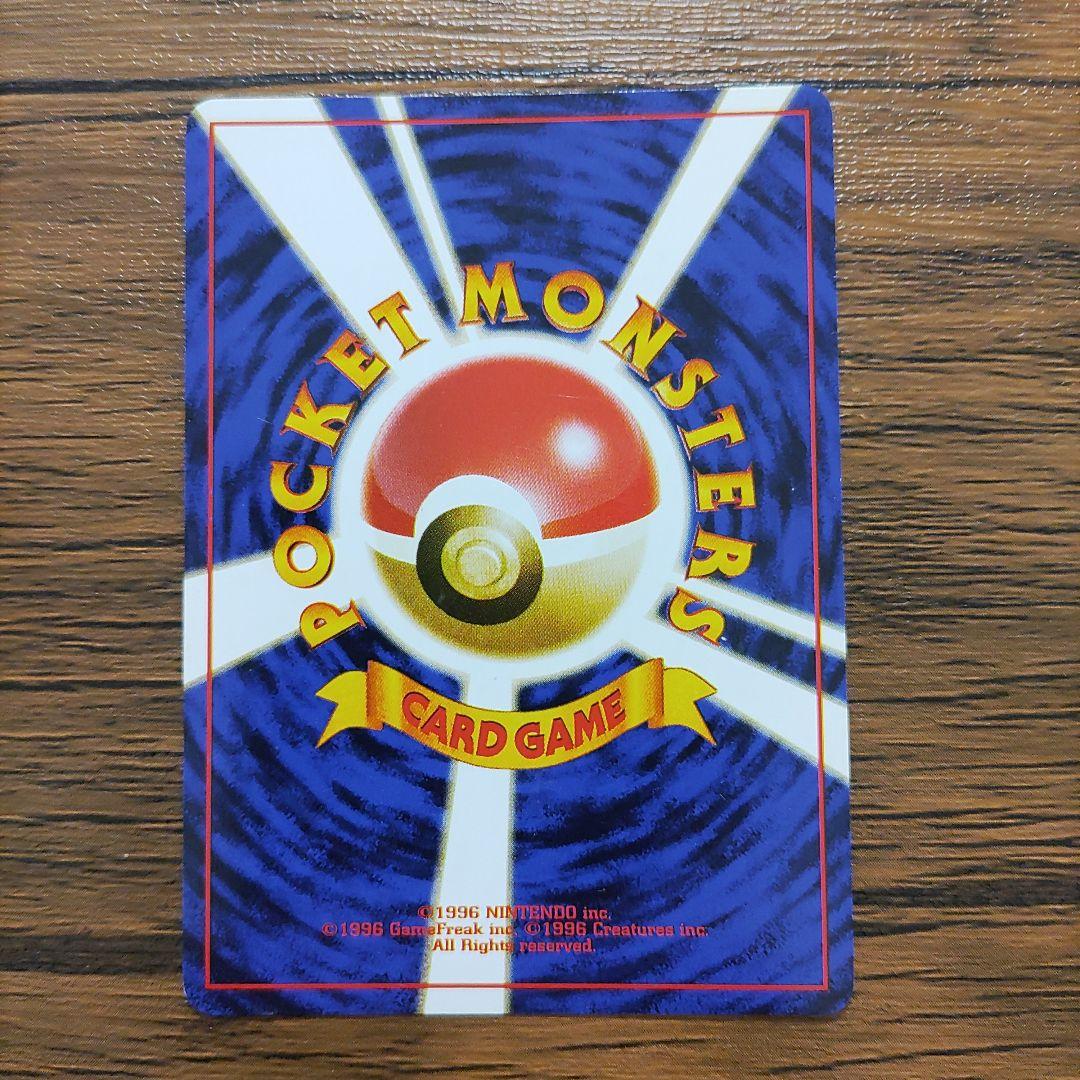 POCKET MONSTERS
CARD GAME
©1996 NINTENDO inc.
©1996 GameFreak inc. ©1996 Creatures inc.
All Rights reserved.